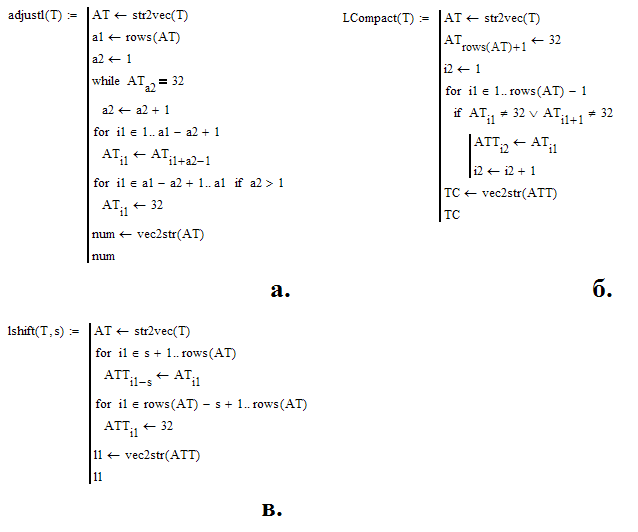 adjustl(T) := AT ← str2vec(T)
a1 ← rows(AT)
a2 ← 1
while AT_a2 = 32
a2 ← a2 + 1
for i1 ∈ 1.. a1 − a2 + 1
AT_i1 ← AT_i1+a2−1
for i1 ∈ a1 − a2 + 1.. a1 if a2 > 1
AT_i1 ← 32
num ← vec2str(AT)
num
а.
LCompact(T) := AT ← str2vec(T)
AT_rows(AT)+1 ← 32
i2 ← 1
for i1 ∈ 1.. rows(AT) − 1
if AT_i1 ≠ 32 ∨ AT_i1+1 ≠ 32
ATT_i2 ← AT_i1
i2 ← i2 + 1
TC ← vec2str(ATT)
TC
б.
lshift(T,s) := AT ← str2vec(T)
for i1 ∈ s + 1.. rows(AT)
ATT_i1−s ← AT_i1
for i1 ∈ rows(AT) − s + 1.. rows(AT)
ATT_i1 ← 32
l1 ← vec2str(ATT)
l1
в.